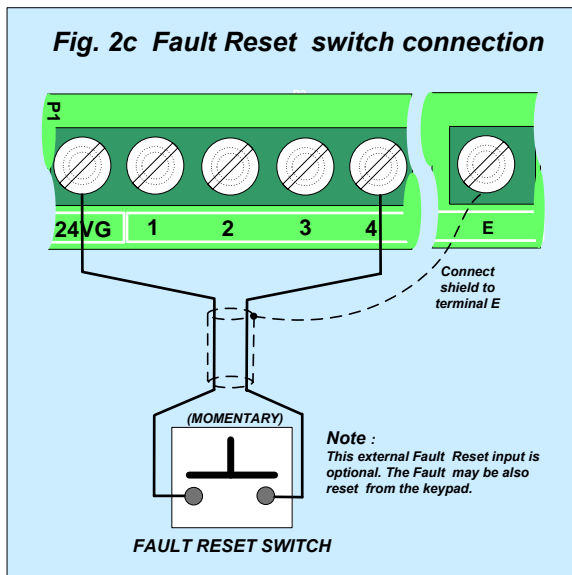 Fig. 2c Fault Reset switch connection
P1
24VG 1 2 3 4 E
Connect
shield to
terminal E
(MOMENTARY)
Note :
This external Fault Reset input is
optional. The Fault may be also
reset from the keypad.
FAULT RESET SWITCH